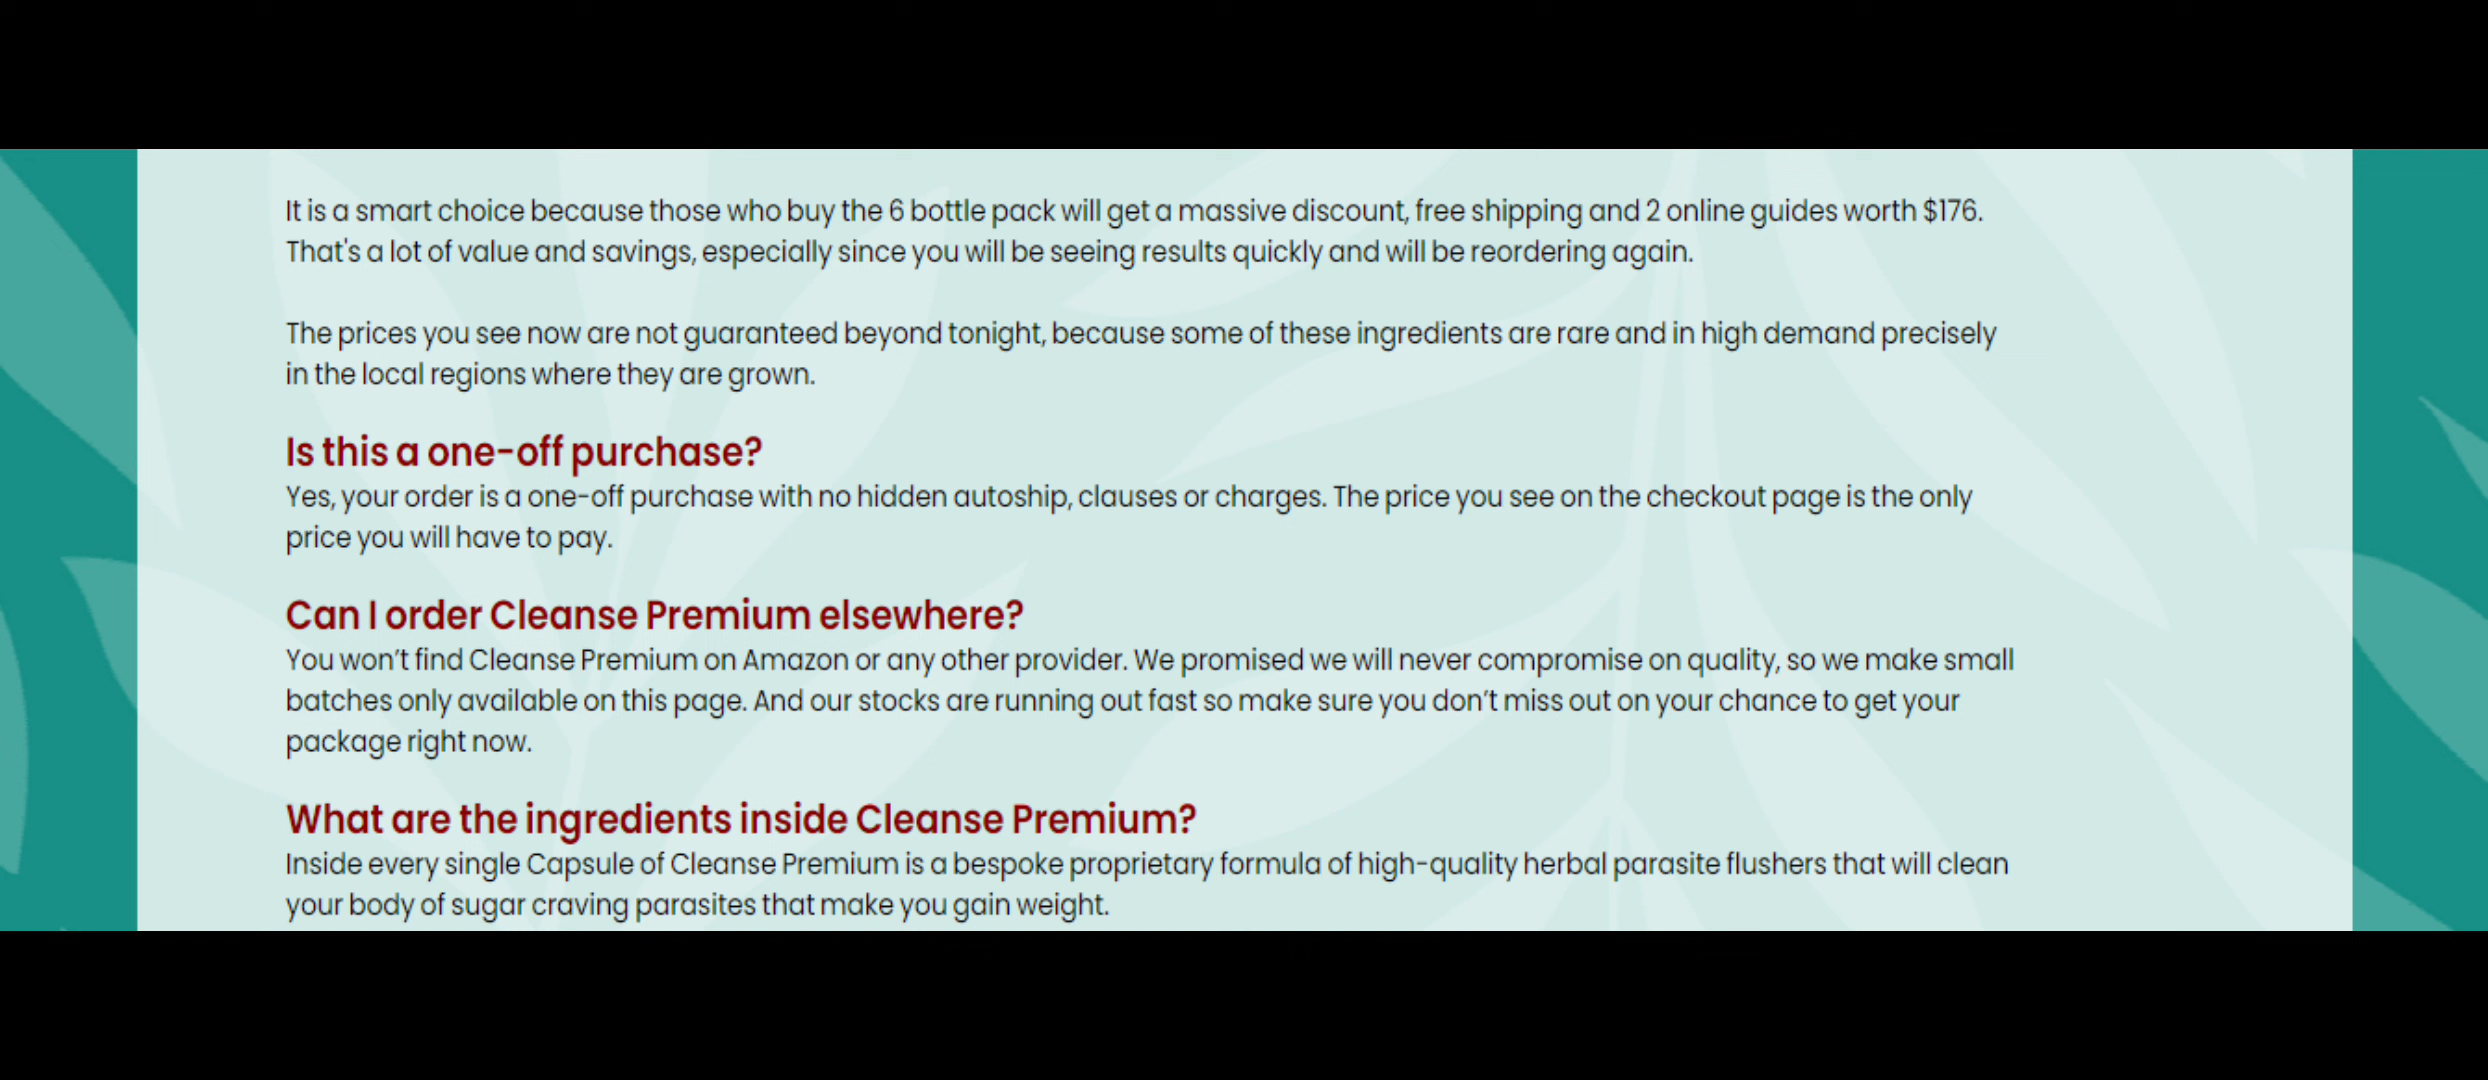 It is a smart choice because those who buy the 6 bottle pack will get a massive discount, free shipping and 2 online guides worth $176.
That's a lot of value and savings, especially since you will be seeing results quickly and will be reordering again.
The prices you see now are not guaranteed beyond tonight, because some of these ingredients are rare and in high demand precisely
in the local regions where they are grown.
Is this a one-off purchase?
Yes, your order is a one-off purchase with no hidden autoship, clauses or charges. The price you see on the checkout page is the only
price you will have to pay.
Can I order Cleanse Premium elsewhere?
You won’t find Cleanse Premium on Amazon or any other provider. We promised we will never compromise on quality, so we make small
batches only available on this page. And our stocks are running out fast so make sure you don’t miss out on your chance to get your
package right now.
What are the ingredients inside Cleanse Premium?
Inside every single Capsule of Cleanse Premium is a bespoke proprietary formula of high-quality herbal parasite flushers that will clean
your body of sugar craving parasites that make you gain weight.